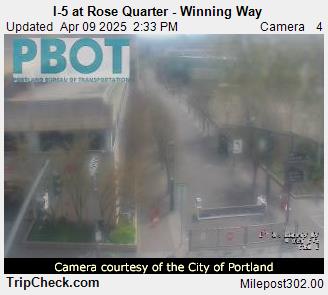 I-5 at Rose Quarter - Winning Way
Updated Apr 09 2025 2:33 PM Camera 4
PBOT
PORTLAND BUREAU OF TRANSPORTATION
Camera courtesy of the City of Portland
TripCheck.com Milepost302.00